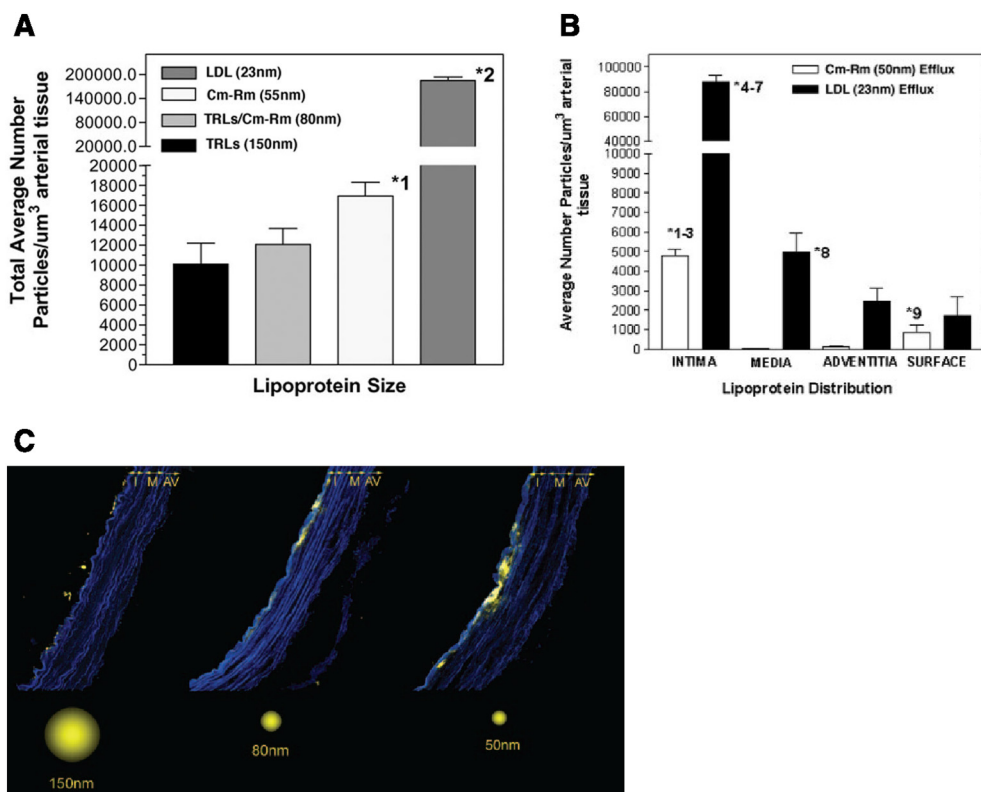 A
Total Average Number
Particles/um³ arterial tissue
200000.0
140000.0
80000.0
20000.0
20000
18000
16000
14000
12000
10000
8000
6000
4000
2000
0
LDL (23nm)
Cm-Rm (55nm)
TRLs/Cm-Rm (80nm)
TRLs (150nm)
*1
*2
Lipoprotein Size
B
Average Number Particles/um³ arterial
tissue
100000
80000
60000
40000
10000
9000
8000
7000
6000
5000
4000
3000
2000
1000
0
Cm-Rm (50nm) Efflux
LDL (23nm) Efflux
*1-3
*4-7
*8
*9
INTIMA
MEDIA
ADVENTITIA
SURFACE
Lipoprotein Distribution
C
I M AV
I M AV
I M AV
150nm
80nm
50nm